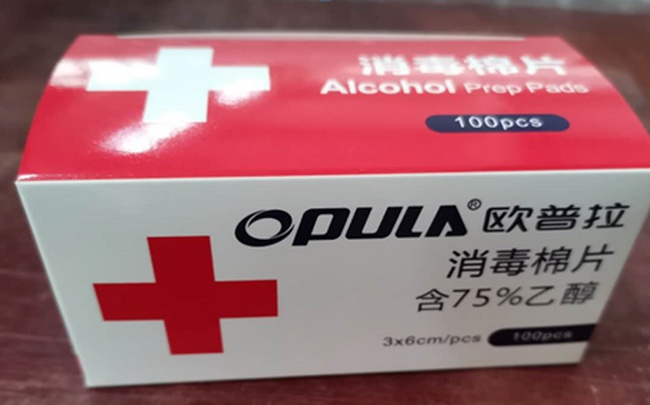 消毒棉片
Alcohol Prep Pads
100pcs
OPULA® 欧普拉
消毒棉片
含75%乙醇
3x6cm/pcs 100pcs